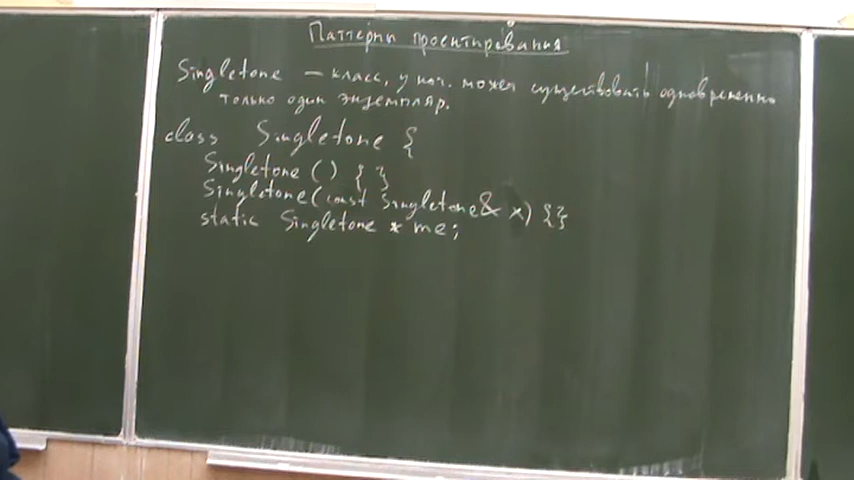 Паттерны проектирования
Singletone – класс, у кот. может существовать одновременно
только один экземпляр.
class Singletone {
Singletone () { }
Singletone (const Singletone& x) {}
static Singletone * me;